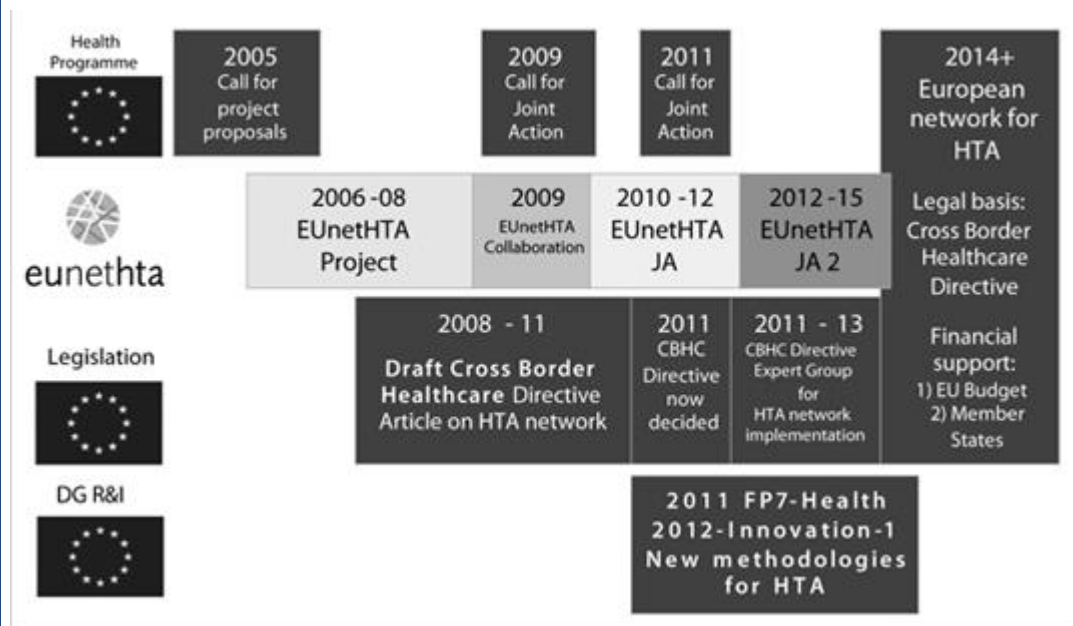 Health
Programme
2005
Call for
project
proposals
2009
Call for
Joint
Action
2011
Call for
Joint
Action
2014+
European
network for
HTA
Legal basis:
Cross Border
Healthcare
Directive
Financial
support:
1) EU Budget
2) Member
States
eunethta
2006 -08
EUnetHTA
Project
2009
EUnetHTA
Collaboration
2010 -12
EUnetHTA
JA
2012 -15
EUnetHTA
JA 2
Legislation
2008 - 11
Draft Cross Border
Healthcare Directive
Article on HTA network
2011
CBHC
Directive
now
decided
2011 - 13
CBHC Directive
Expert Group
for
HTA network
implementation
DG R&I
2011 FP7-Health
2012-Innovation-1
New methodologies
for HTA